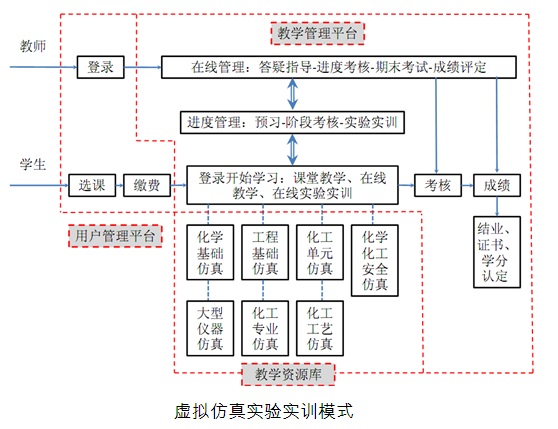 教学管理平台
教师
登录
在线管理：答疑指导-进度考核-期末考试-成绩评定
进度管理：预习-阶段考核-实验实训
学生
选课
缴费
登录开始学习：课堂教学、在线
教学、在线实验实训
考核
成绩
用户管理平台
化学
基础
仿真
工程
基础
仿真
化工
单元
仿真
化学
化工
安全
仿真
结业、
证书、
学分
认定
大型
仪器
仿真
化工
专业
仿真
化工
工艺
仿真
教学资源库
虚拟仿真实验实训模式